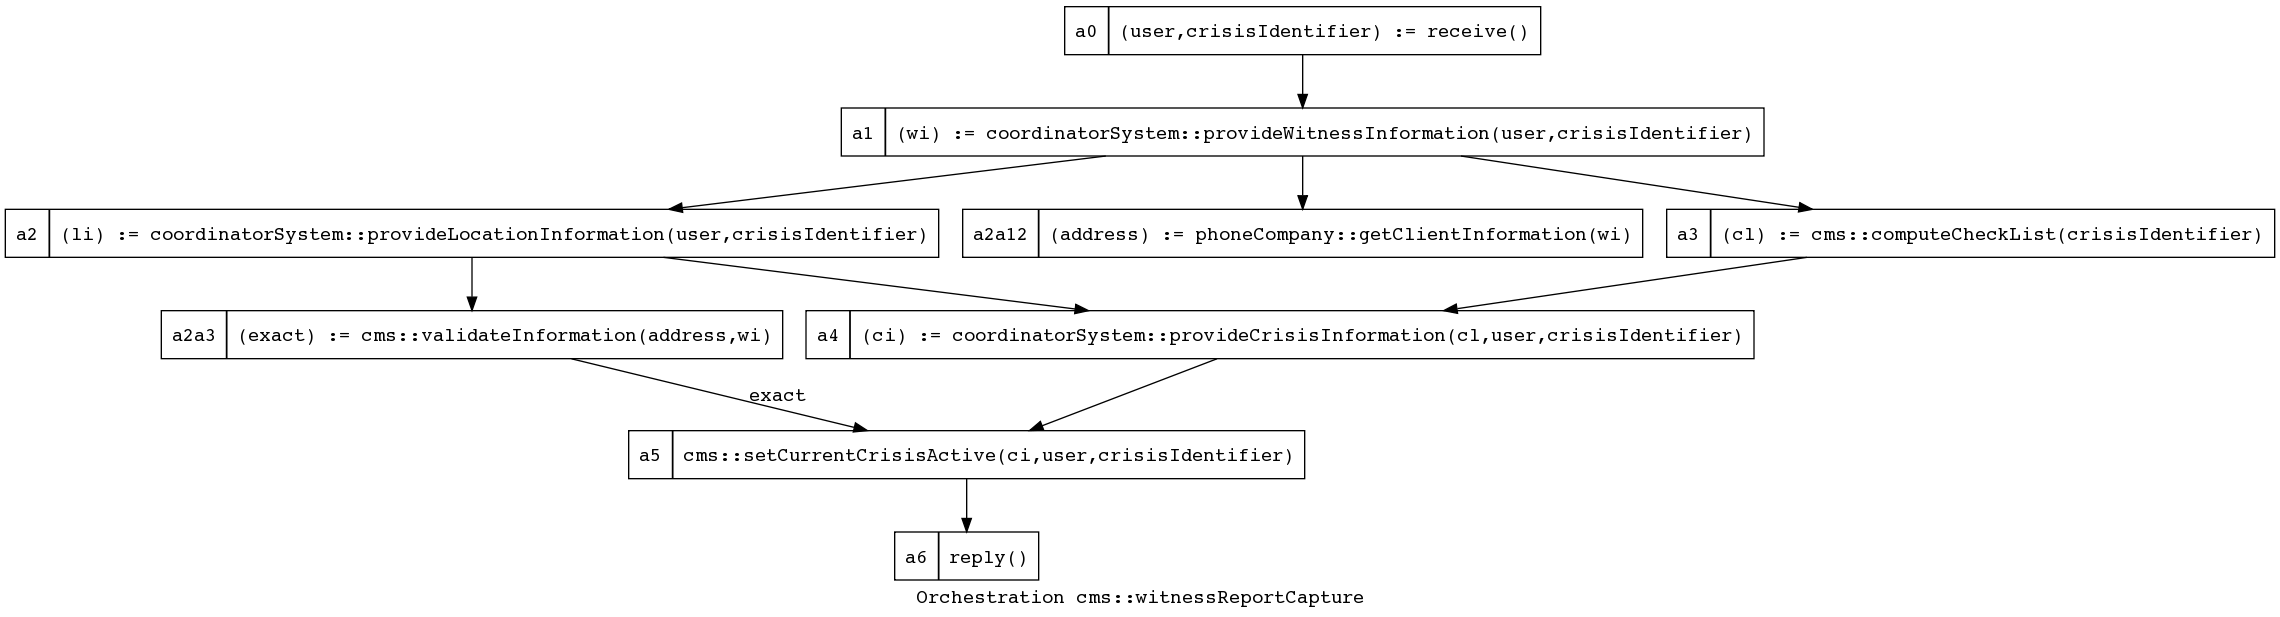 a0 (user,crisisIdentifier) := receive()
a1 (wi) := coordinatorSystem::provideWitnessInformation(user,crisisIdentifier)
a2 (li) := coordinatorSystem::provideLocationInformation(user,crisisIdentifier)
a2a12 (address) := phoneCompany::getClientInformation(wi)
a3 (cl) := cms::computeCheckList(crisisIdentifier)
a2a3 (exact) := cms::validateInformation(address,wi)
a4 (ci) := coordinatorSystem::provideCrisisInformation(cl,user,crisisIdentifier)
exact
a5 cms::setCurrentCrisisActive(ci,user,crisisIdentifier)
a6 reply()
Orchestration cms::witnessReportCapture